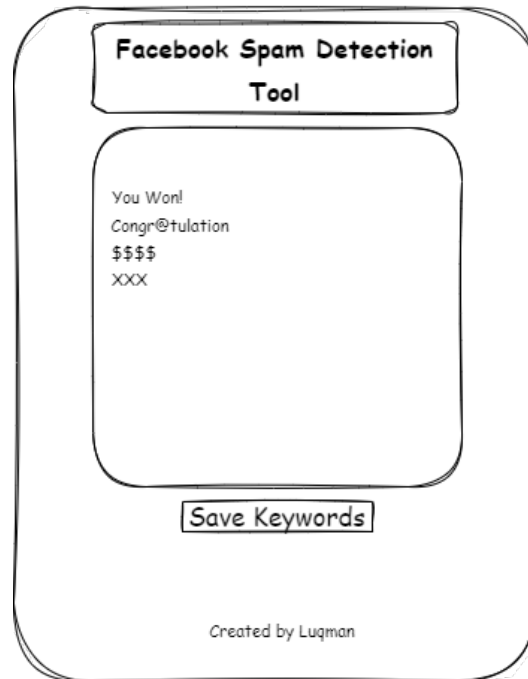 Facebook Spam Detection
Tool
You Won!
Congr@tulation
$$$$
XXX
Save Keywords
Created by Luqman